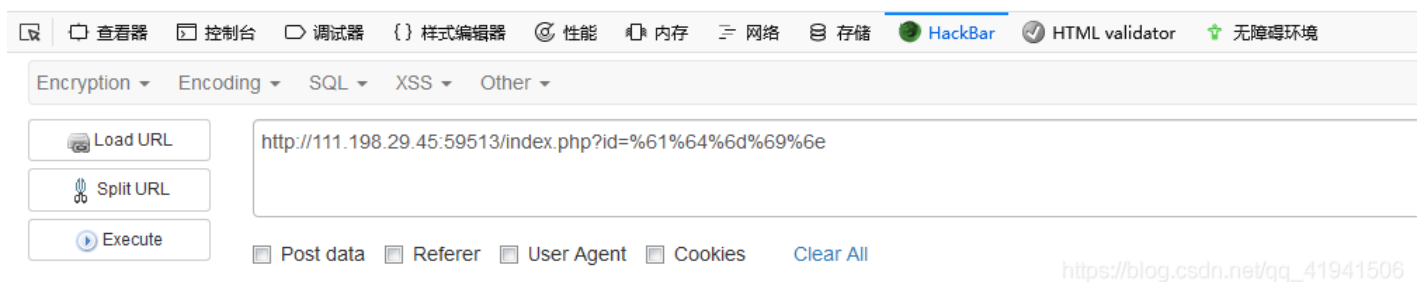 查看器 控制台 调试器 {} 样式编辑器 性能 内存 网络 存储 HackBar HTML validator 无障碍环境
Encryption Encoding SQL XSS Other
Load URL http://111.198.29.45:59513/index.php?id=%61%64%6d%69%6e
Split URL
Execute
Post data Referer User Agent Cookies Clear All
https://blog.csdn.net/qq_41941506